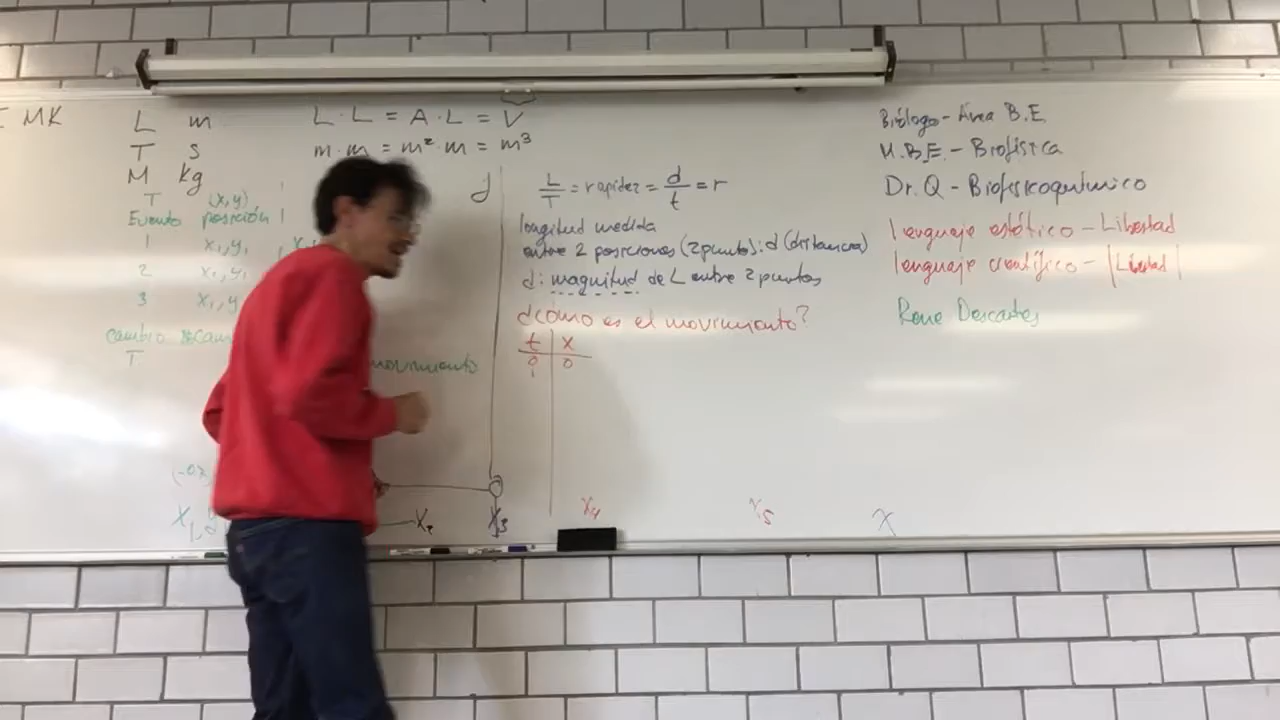 MK
L m
T s
M kg
T (x,y)
Evento posición
1 x₁,y₁
2 x₁,y₁
3 x₁,y
cambio
T
movimiento
x₂
x₃
L · L = A · L = V
m · m = m² · m = m³
d
L/T = rapidez = d/t = r
longitud medida
entre 2 posiciones (2 puntos): d (distancia)
d: magnitud de L entre 2 puntos
¿cómo es el movimiento?
t x
0 0
1
x₄ x₅ x
Biólogo - Área B.E.
M.B.E. - Biofísica
Dr. Q - Biofisicoquímico
lenguaje estético - Libertad
lenguaje científico - |Libertad|
Rene Descartes